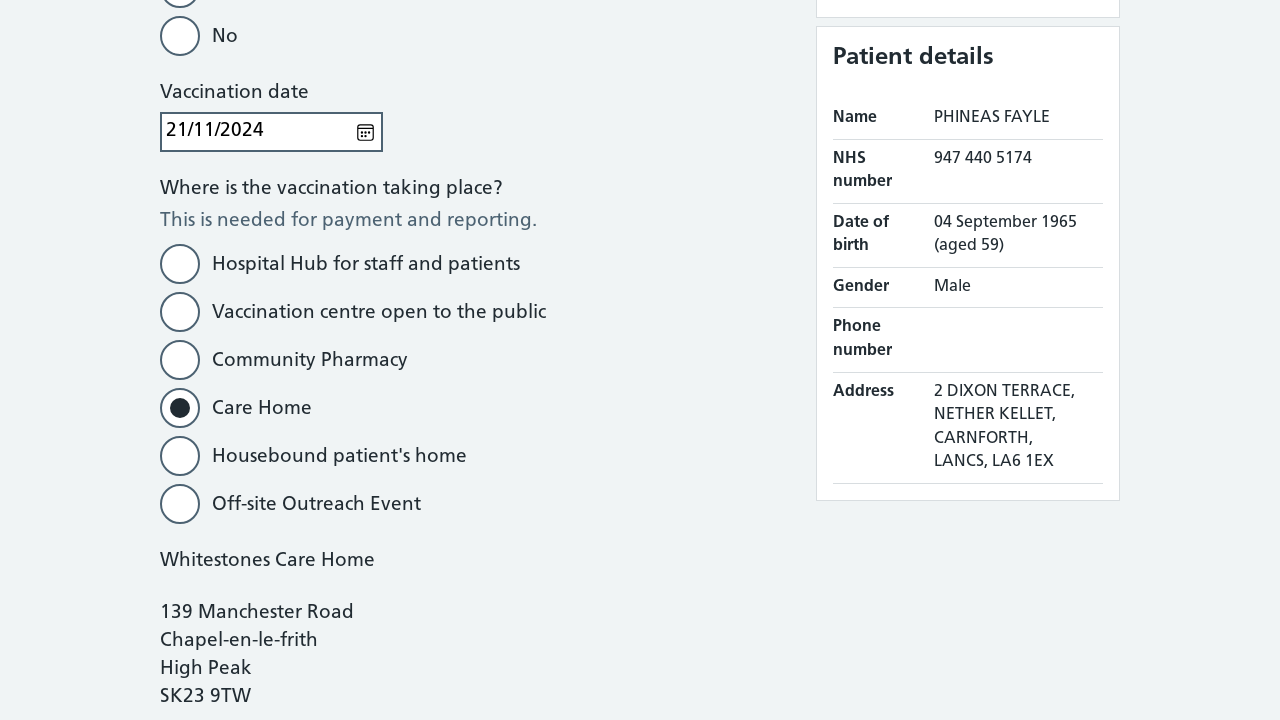 No
Vaccination date
21/11/2024
Where is the vaccination taking place?
This is needed for payment and reporting.
Hospital Hub for staff and patients
Vaccination centre open to the public
Community Pharmacy
Care Home
Housebound patient's home
Off-site Outreach Event
Whitestones Care Home
139 Manchester Road
Chapel-en-le-frith
High Peak
SK23 9TW
Patient details
Name PHINEAS FAYLE
NHS number 947 440 5174
Date of birth 04 September 1965 (aged 59)
Gender Male
Phone number
Address 2 DIXON TERRACE,
NETHER KELLET,
CARNFORTH,
LANCS, LA6 1EX